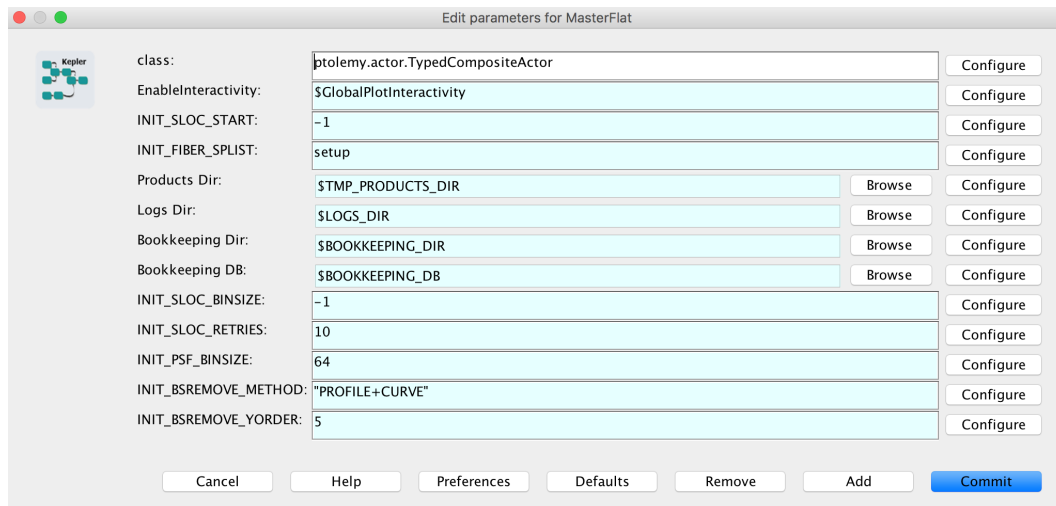 Edit parameters for MasterFlat
Kepler
class: ptolemy.actor.TypedCompositeActor Configure
EnableInteractivity: $GlobalPlotInteractivity Configure
INIT_SLOC_START: -1 Configure
INIT_FIBER_SPLIST: setup Configure
Products Dir: $TMP_PRODUCTS_DIR Browse Configure
Logs Dir: $LOGS_DIR Browse Configure
Bookkeeping Dir: $BOOKKEEPING_DIR Browse Configure
Bookkeeping DB: $BOOKKEEPING_DB Browse Configure
INIT_SLOC_BINSIZE: -1 Configure
INIT_SLOC_RETRIES: 10 Configure
INIT_PSF_BINSIZE: 64 Configure
INIT_BSREMOVE_METHOD: "PROFILE+CURVE" Configure
INIT_BSREMOVE_YORDER: 5 Configure
Cancel Help Preferences Defaults Remove Add Commit